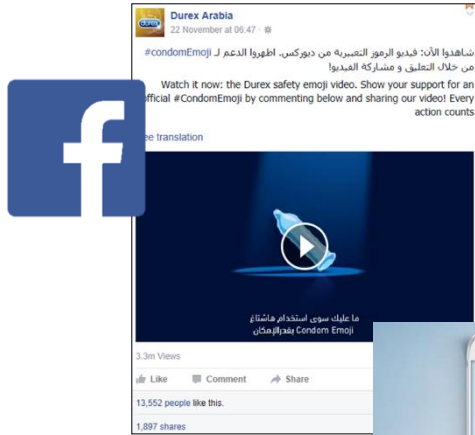 Durex Arabia
22 November at 06:47
شاهدوا الآن: فيديو الرموز التعبيرية من ديوركس. اظهروا الدعم لـ #condomEmoji
من خلال التعليق و مشاركة الفيديو!
Watch it now: the Durex safety emoji video. Show your support for an
official #CondomEmoji by commenting below and sharing our video! Every
action counts
ee translation
ما عليك سوى استخدام هاشتاغ
Condom Emoji بقدر الإمكان
3.3m Views
Like Comment Share
13,552 people like this.
1,897 shares